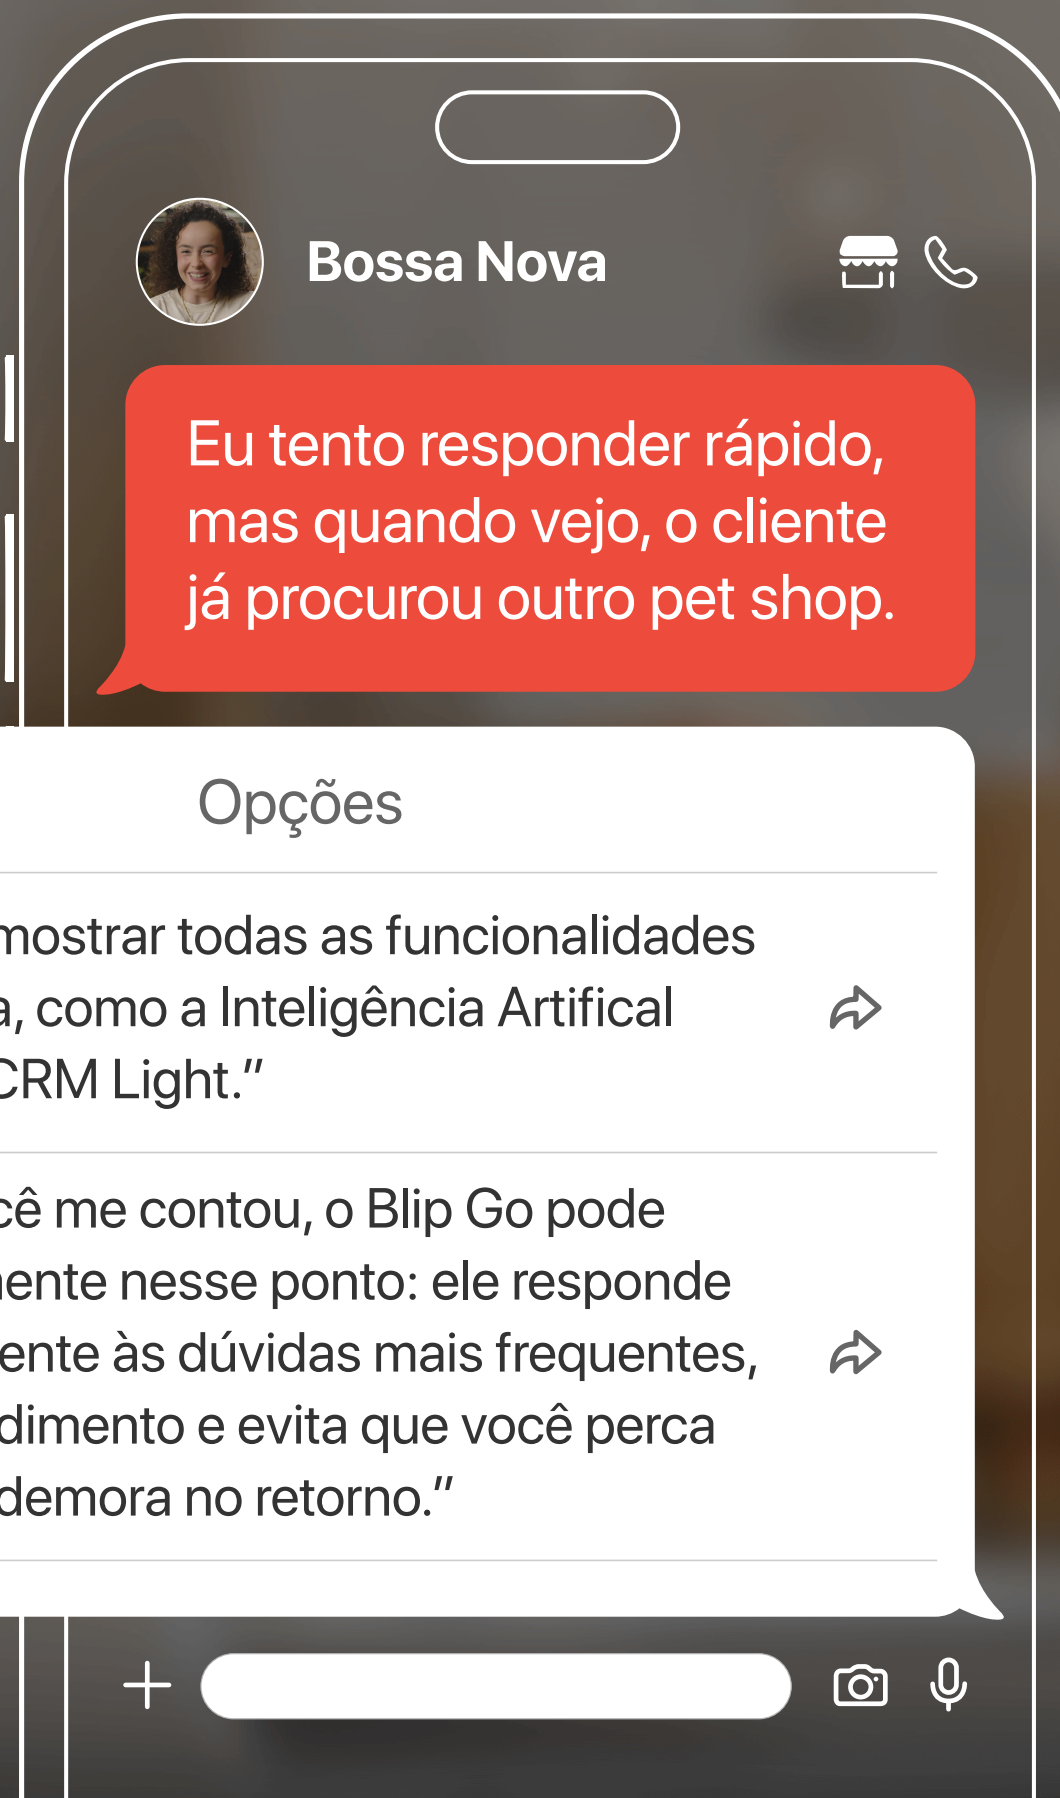 Bossa Nova
Eu tento responder rápido,
mas quando vejo, o cliente
já procurou outro pet shop.
Opções
mostrar todas as funcionalidades
a, como a Inteligência Artifical
CRM Light.”
cê me contou, o Blip Go pode
ente nesse ponto: ele responde
ente às dúvidas mais frequentes,
dimento e evita que você perca
demora no retorno.”